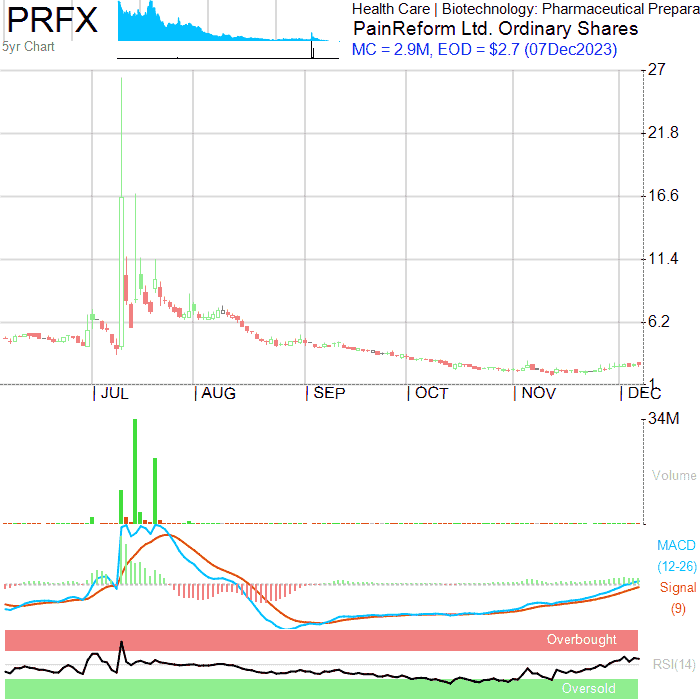 PRFX
5yr Chart
Health Care | Biotechnology: Pharmaceutical Prepara
PainReform Ltd. Ordinary Shares
MC = 2.9M, EOD = $2.7 (07Dec2023)
27
21.8
16.6
11.4
6.2
1
JUL AUG SEP OCT NOV DEC
34M
Volume
MACD
(12-26)
Signal
(9)
Overbought
RSI(14)
Oversold